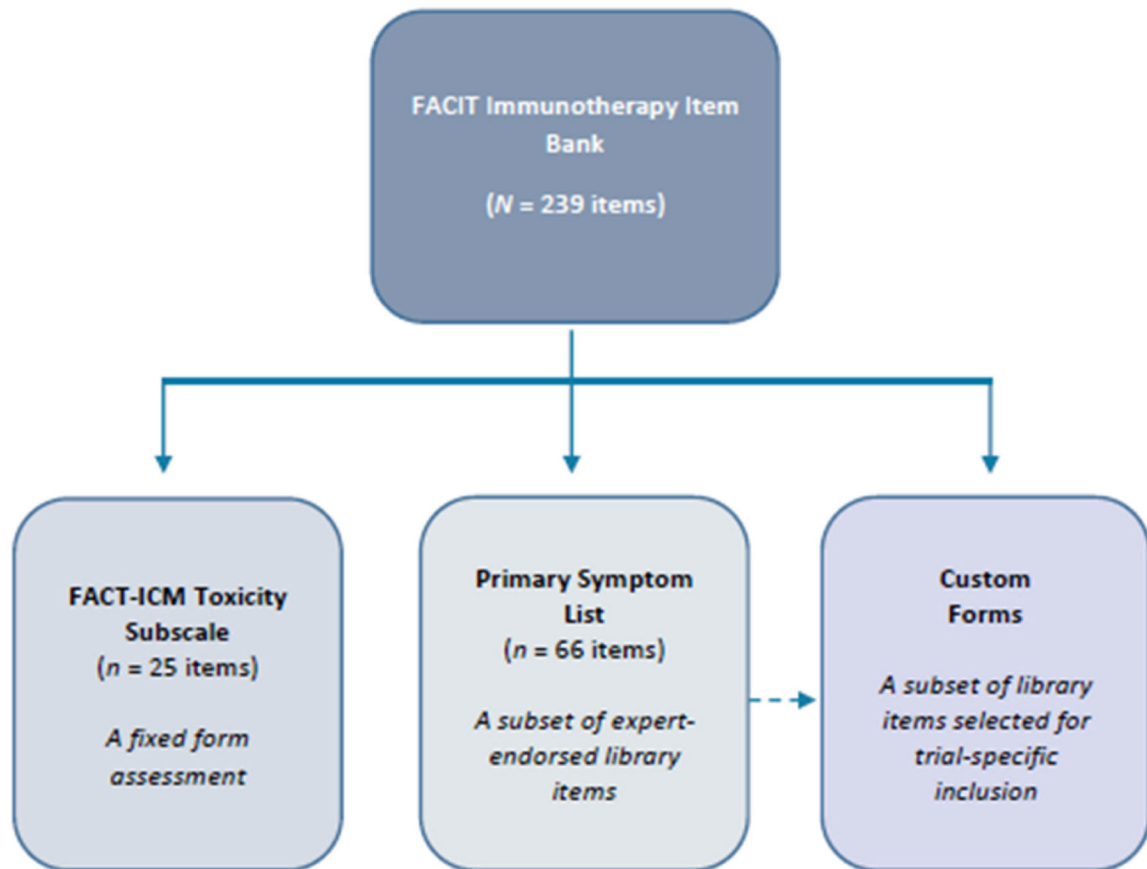 FACIT Immunotherapy Item
Bank
(N = 239 items)
FACT-ICM Toxicity
Subscale
(n = 25 items)
A fixed form
assessment
Primary Symptom
List
(n = 66 items)
A subset of expert-
endorsed library
items
Custom
Forms
A subset of library
items selected for
trial-specific
inclusion